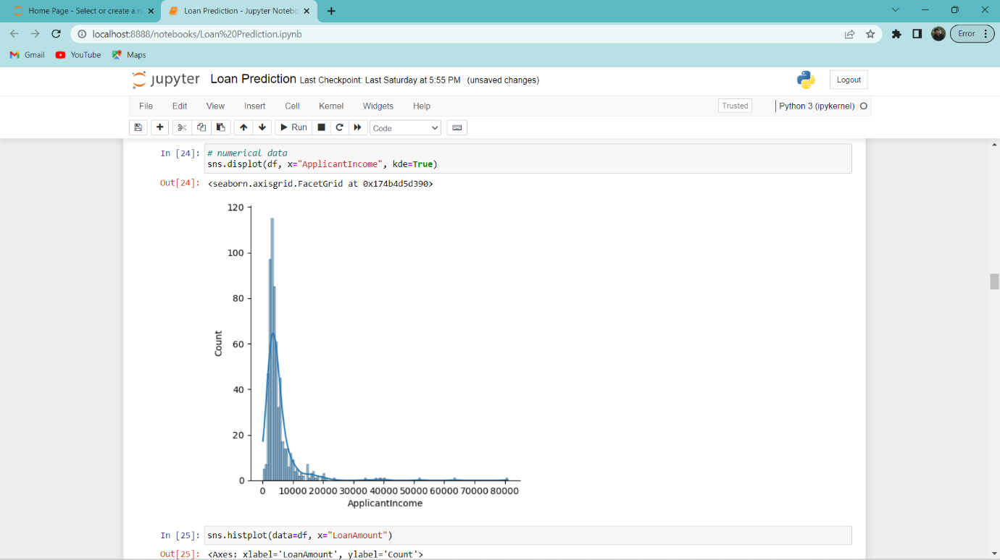 Home Page - Select or create a n
Loan Prediction - Jupyter Notebo
localhost:8888/notebooks/Loan%20Prediction.ipynb
Error
Gmail
YouTube
Maps
jupyter
Loan Prediction Last Checkpoint: Last Saturday at 5:55 PM (unsaved changes)
Logout
File Edit View Insert Cell Kernel Widgets Help
Trusted
Python 3 (ipykernel)
Run
Code
In [24]: # numerical data
sns.displot(df, x="ApplicantIncome", kde=True)
Out[24]: <seaborn.axisgrid.FacetGrid at 0x174b4d5d390>
120
100
80
60
40
20
0
Count
0 10000 20000 30000 40000 50000 60000 70000 80000
ApplicantIncome
In [25]: sns.histplot(data=df, x="LoanAmount")
Out[25]: <Axes: xlabel='LoanAmount', ylabel='Count'>